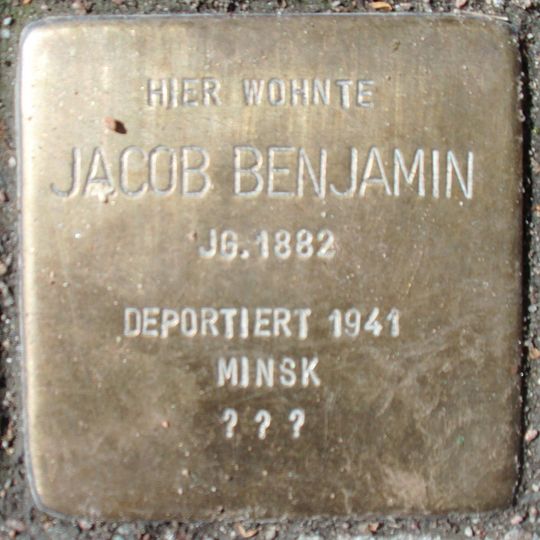 HIER WOHNTE
JACOB BENJAMIN
JG. 1882
DEPORTIERT 1941
MINSK
? ? ?